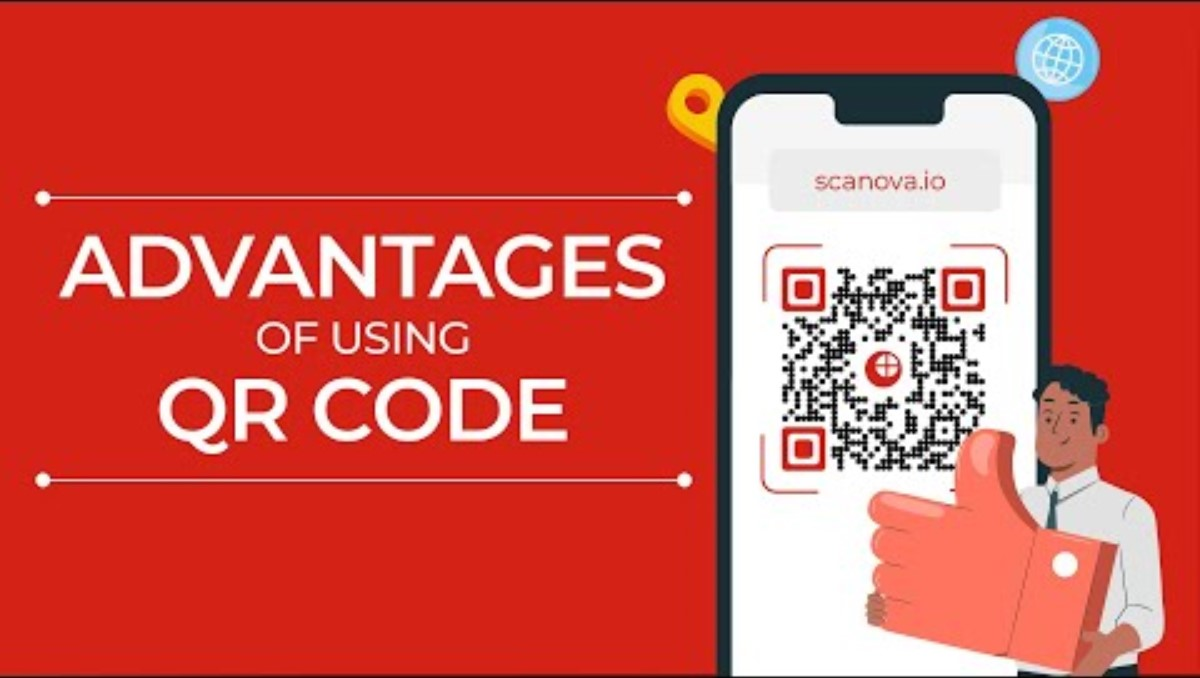 ADVANTAGES
OF USING
QR CODE
scanova.io